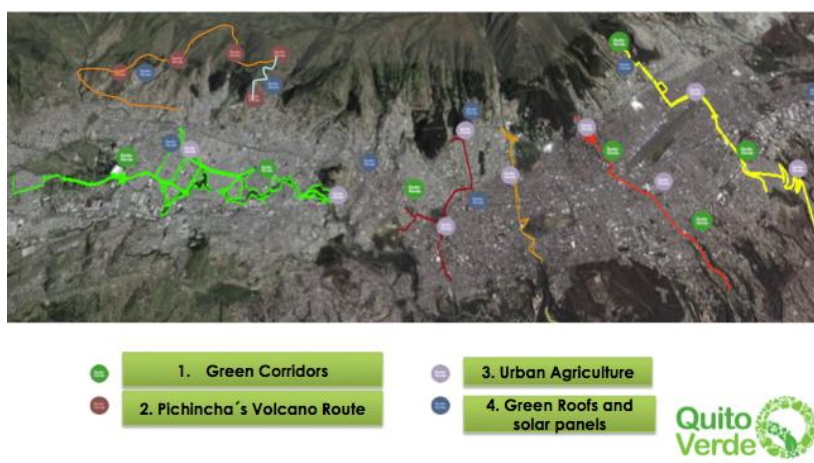 1. Green Corridors
3. Urban Agriculture
2. Pichincha´s Volcano Route
4. Green Roofs and
solar panels
Quito
Verde